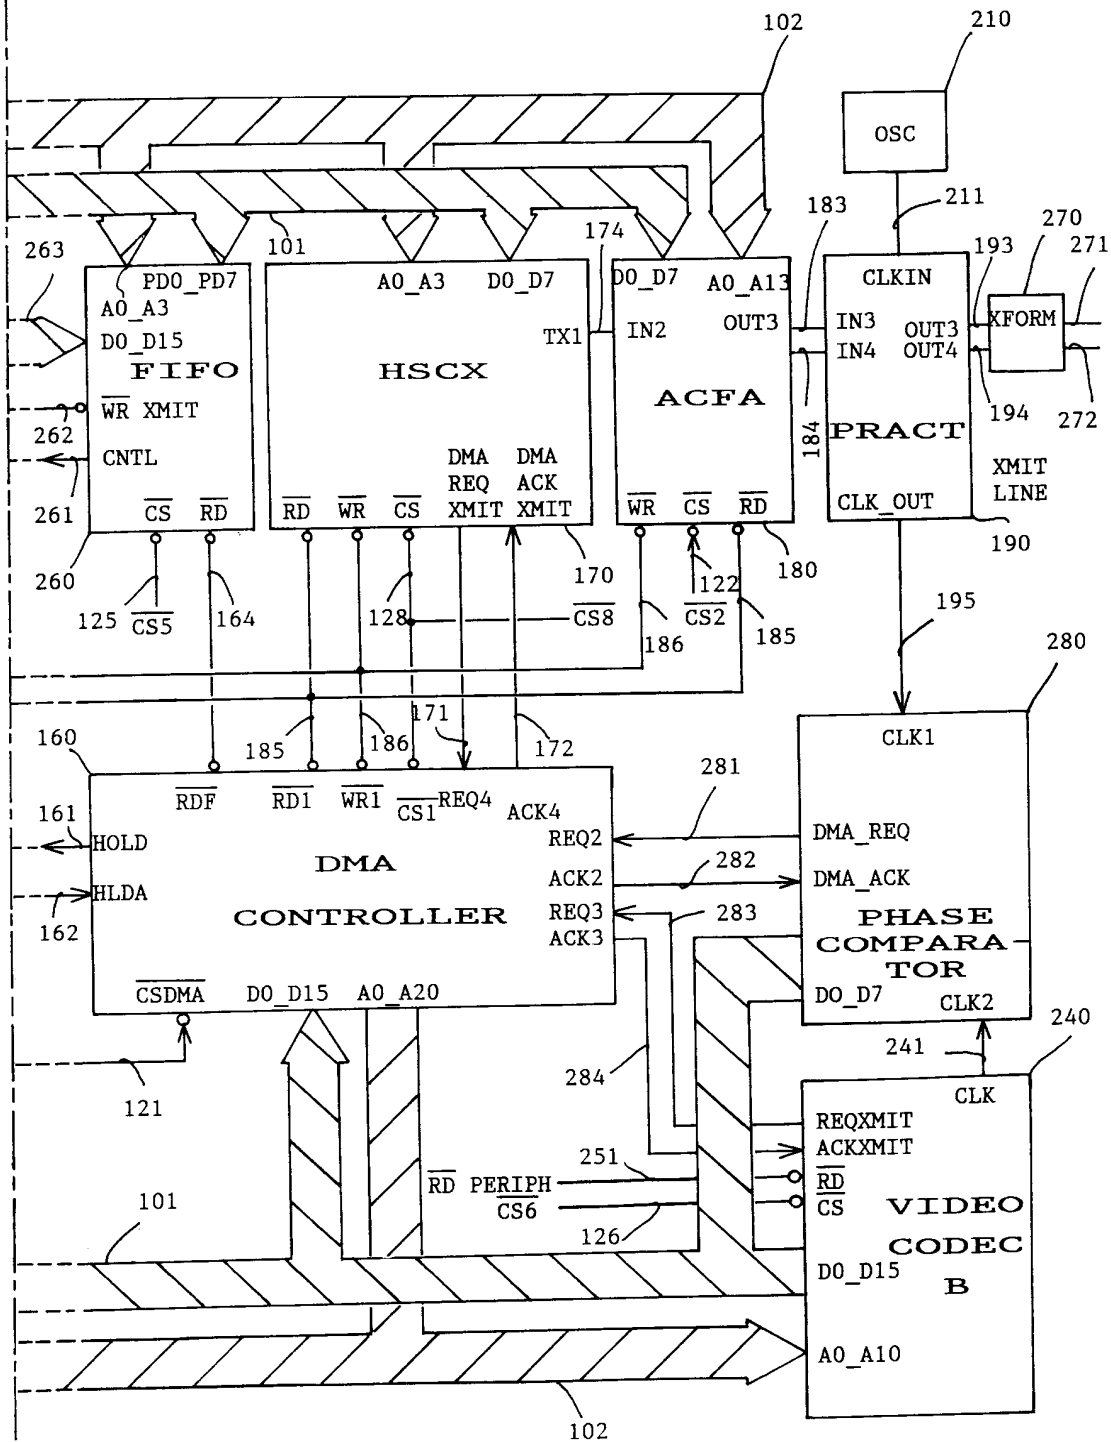 102
210
OSC
183
211
270
263
101
174
193
271
PD0_PD7
A0_A3
D0_D7
D0_D7
A0_A13
CLKIN
A0_A3
D0_D15
TX1
IN2
OUT3
IN3
OUT3
XFORM
IN4
OUT4
FIFO
HSCX
ACFA
PRACT
WR XMIT
262
184
194
272
CNTL
DMA
REQ
XMIT
DMA
ACK
XMIT
XMIT
LINE
261
CS
RD
RD
WR
CS
WR
CS
RD
CLK_OUT
260
170
180
190
125
CS5
164
128
CS8
122
CS2
186
185
195
280
160
185
186
171
172
CLK1
RDF
RD1
WR1
CS1
REQ4
ACK4
281
161
HOLD
REQ2
DMA_REQ
DMA
CONTROLLER
282
HLDA
ACK2
DMA_ACK
162
REQ3
283
ACK3
PHASE
COMPARA-
TOR
CSDMA
D0_D15
A0_A20
D0_D7
CLK2
240
241
284
121
CLK
REQXMIT
ACKXMIT
251
RD PERIPH
RD
CS6
CS
126
VIDEO
CODEC
B
101
D0_D15
A0_A10
102